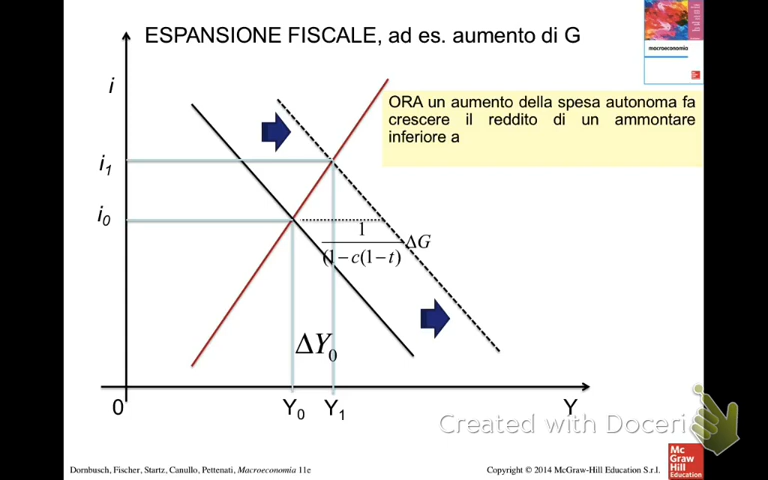 ESPANSIONE FISCALE, ad es. aumento di G
macroeconomia
i
ORA un aumento della spesa autonoma fa
crescere il reddito di un ammontare
inferiore a
i1
i0
1
(1−c(1−t)
ΔG
ΔY0
0
Y0
Y1
Y
Created with Doceri
Dornbusch, Fischer, Startz, Canullo, Pettenati, Macroeconomia 11e
Copyright © 2014 McGraw-Hill Education S.r.l.
Mc
Graw
Hill
Education